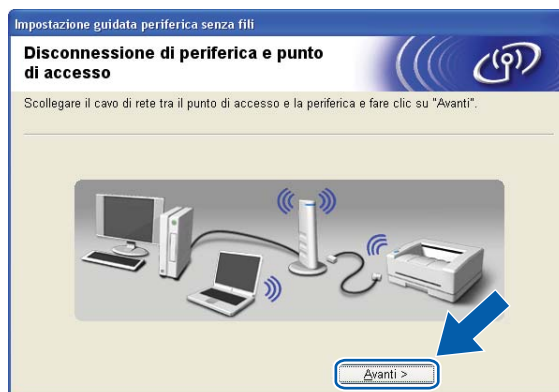 Impostazione guidata periferica senza fili
Disconnessione di periferica e punto
di accesso
Scollegare il cavo di rete tra il punto di accesso e la periferica e fare clic su "Avanti".
Avanti >